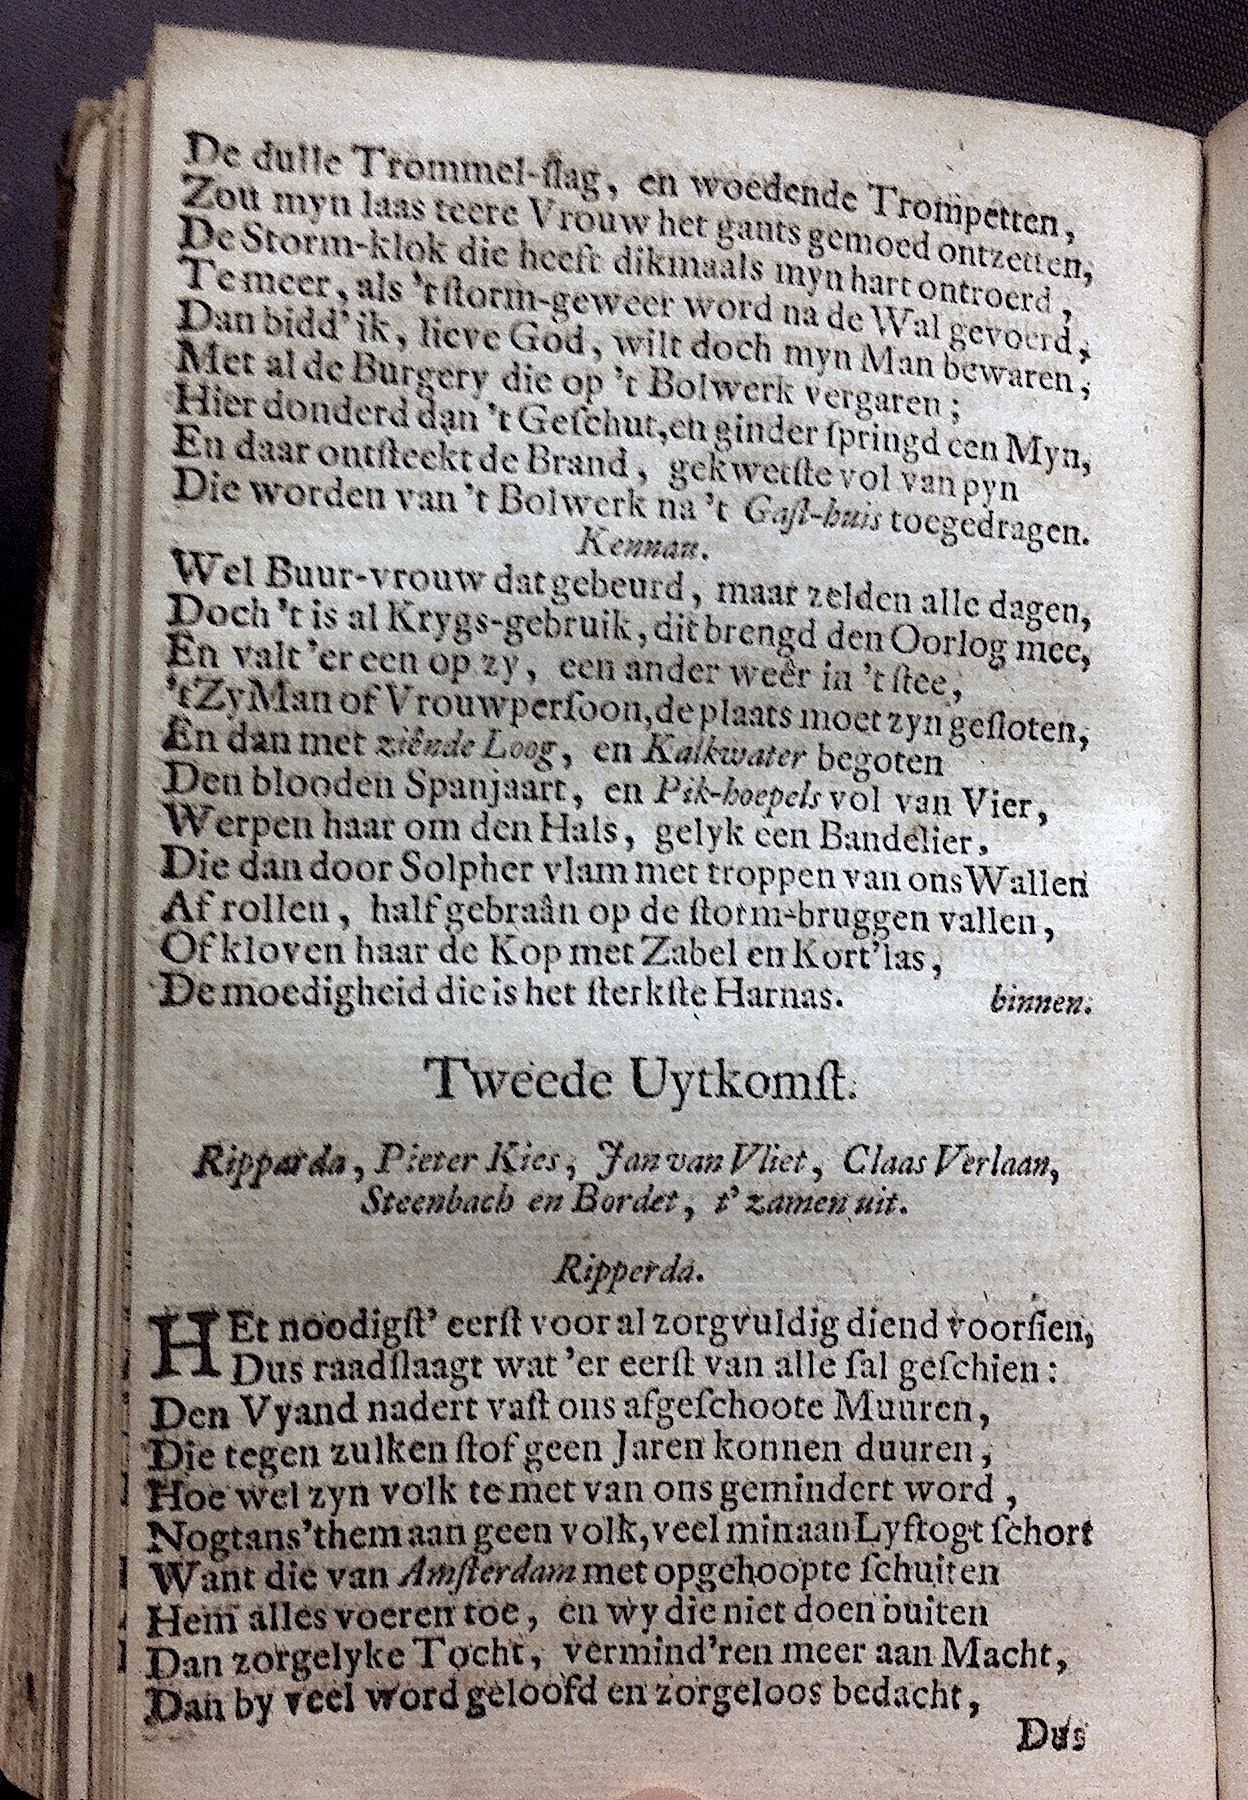 De dulle Trommel-ſlag, en woedende Trompetten,
Zou myn laas teere Vrouw het gants gemoed ontzetten;
De Storm-klok die heeft dikmaals myn hart ontroerd,
Te meer, als 't ſtorm-geweer word na de Wal gevoerd;
Dan bidd' ik, lieve God, wilt doch myn Man bewaren,
Met al de Burgery die op 't Bolwerk vergaren;
Hier donderd dan 't Geſchut, en ginder ſpringd een Myn,
En daar ontſteekt de Brand, gekwetſte vol van pyn
Die worden van 't Bolwerk na 't Gaſt-huis toegedragen.
Kennan.
Wel Buur-vrouw dat gebeurd, maar zelden alle dagen,
Doch 't is al Krygs-gebruik, dit brengd den Oorlog mee,
En valt 'er een op zy, een ander weêr in 't ſtee,
't Zy Man of Vrouwperſoon, de plaats moet zyn geſloten,
En dan met ziênde Loog, en Kalkwater begoten
Den blooden Spanjaart, en Pik-hoepels vol van Vier,
Werpen haar om den Hals, gelyk een Bandelier,
Die dan door Solpher vlam met troppen van ons Wallen
Af rollen, half gebraân op de ſtorm-bruggen vallen,
Of kloven haar de Kop met Zabel en Kort'las,
De moedigheid die is het ſterkſte Harnas. binnen.
Tweede Uytkomſt.
Ripparda, Pieter Kies, Jan van Vliet, Claas Verlaan,
Steenbach en Bordet, t' zamen uit.
Ripperda.
HEt noodigſt' eerſt voor al zorgvuldig diend voorſien,
Dus raadſlaagt wat 'er eerſt van alle ſal geſchien:
Den Vyand nadert vaſt ons afgeſchoote Muuren,
Die tegen zulken ſtof geen Jaren konnen duuren,
Hoe wel zyn volk te met van ons gemindert word,
Nogtans 't hem aan geen volk, veel min aan Lyftogt ſchort
Want die van Amſterdam met opgehoopte ſchuiten
Hem alles voeren toe, en wy die niet doen buiten
Dan zorgelyke Tocht, vermind'ren meer aan Macht,
Dan by veel word geloofd en zorgeloos bedacht,
Dus